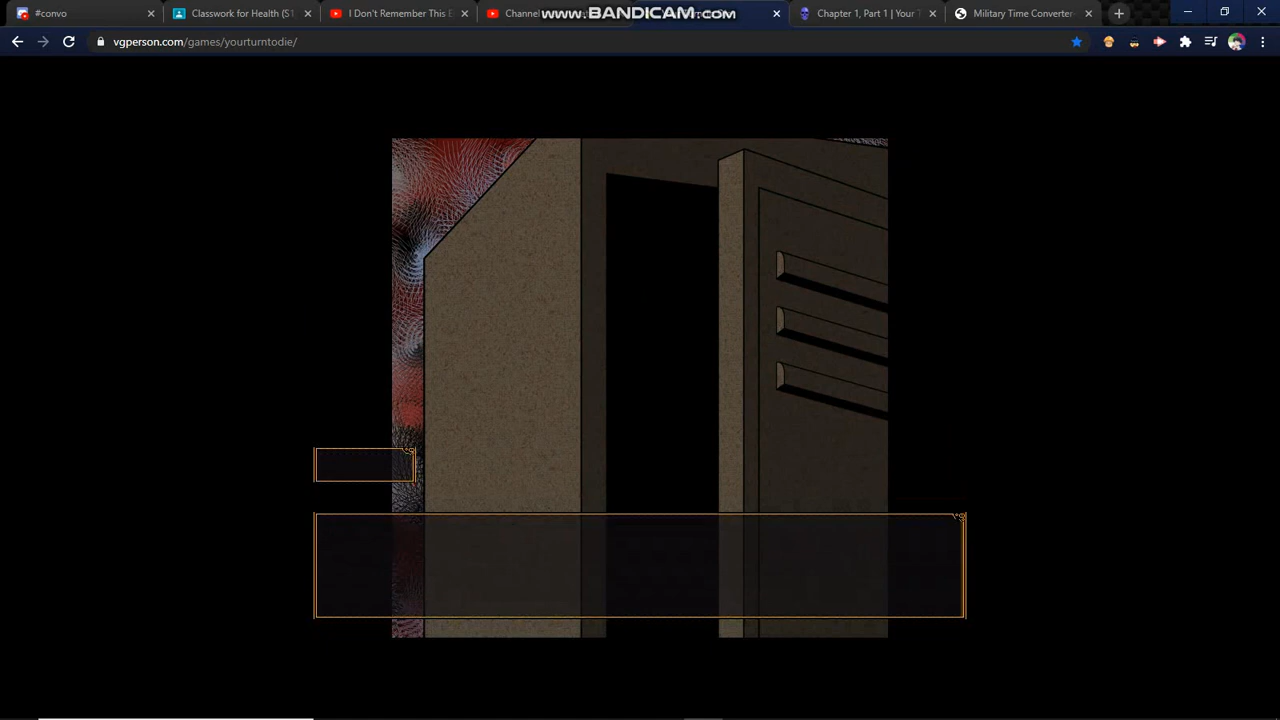 #convo
Classwork for Health (S1
I Don't Remember This E
Channel
www.BANDICAM.com
Chapter 1, Part 1 | Your T
Military Time Converter
vgperson.com/games/yourturntodie/